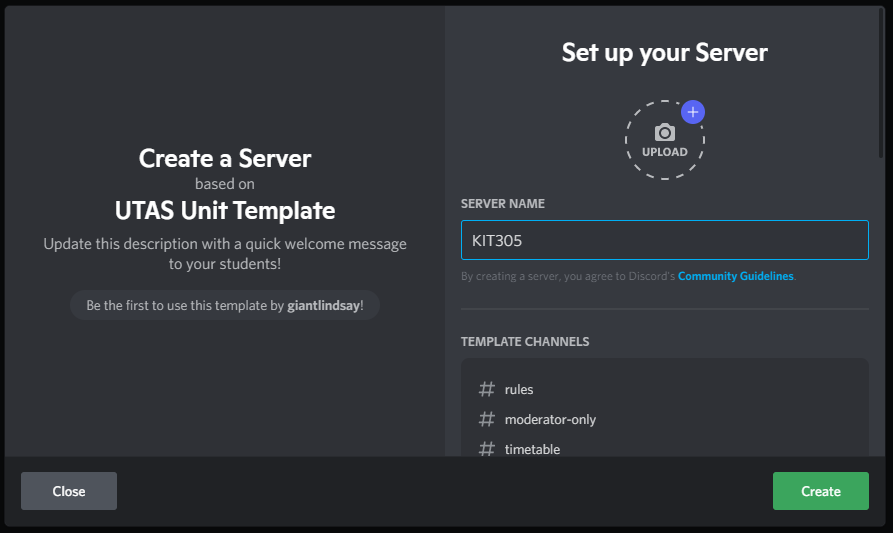 Create a Server
based on
UTAS Unit Template
Update this description with a quick welcome message
to your students!
Be the first to use this template by giantlindsay!
Set up your Server
UPLOAD
SERVER NAME
KIT305
By creating a server, you agree to Discord's Community Guidelines.
TEMPLATE CHANNELS
# rules
# moderator-only
# timetable
Close
Create